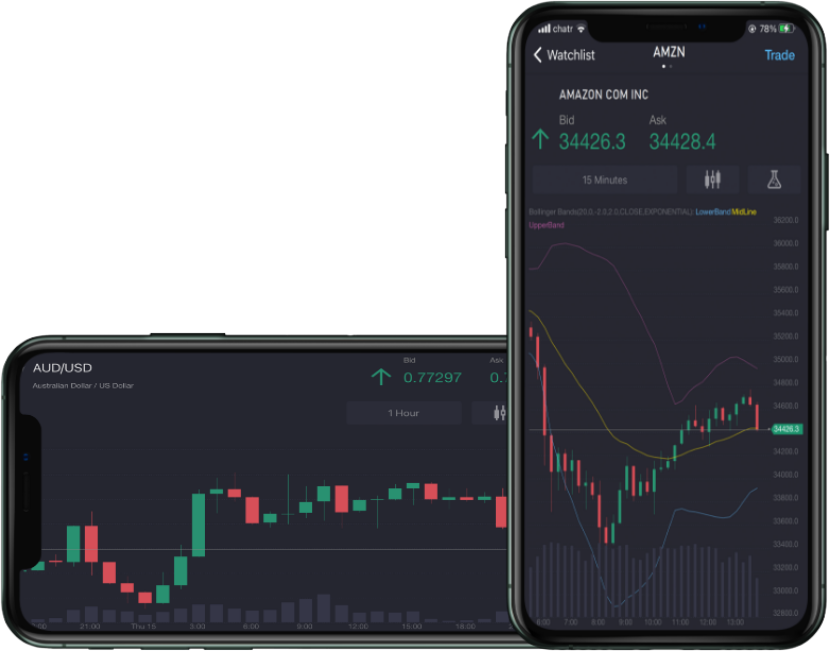 chatr 78%
Watchlist AMZN Trade
AMAZON COM INC
Bid Ask
34426.3 34428.4
15 Minutes
Bollinger Bands(20.0,-2.0,2.0,CLOSE,EXPONENTIAL) LowerBand MidLine
UpperBand
36200.0
36000.0
35800.0
35600.0
35400.0
35200.0
35000.0
34800.0
34600.0
34426.3
34200.0
34000.0
33800.0
33600.0
33400.0
33200.0
33000.0
32800.0
6:00 7:00 8:00 9:00 10:00 11:00 12:00 13:00
AUD/USD
Australian Dollar / US Dollar
Bid Ask
0.77297 0.7
1 Hour
21:00 Thu 15 3:00 6:00 9:00 12:00 15:00 18:00